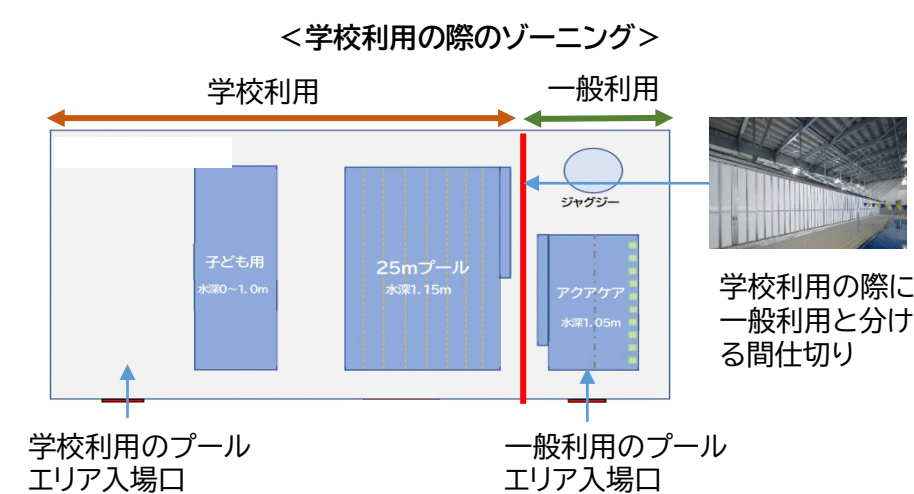 ＜学校利用の際のゾーニング＞
学校利用
一般利用
ジャグジー
子ども用
水深0～1.0m
25mプール
水深1.15m
アクアケア
水深1.05m
学校利用の際に
一般利用と分け
る間仕切り
学校利用のプール
エリア入場口
一般利用のプール
エリア入場口